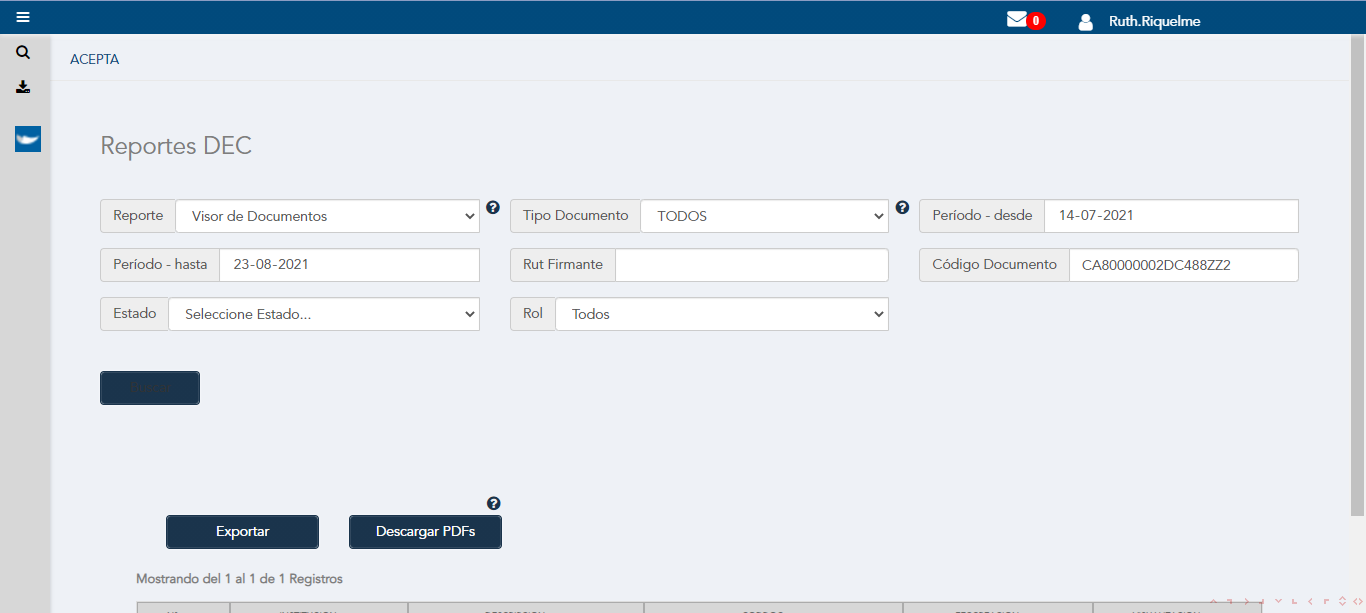 0
Ruth.Riquelme
ACEPTA
Reportes DEC
Reporte Visor de Documentos Tipo Documento TODOS Período - desde 14-07-2021
Período - hasta 23-08-2021 Rut Firmante Código Documento CA80000002DC488ZZ2
Estado Seleccione Estado... Rol Todos
Exportar Descargar PDFs
Mostrando del 1 al 1 de 1 Registros